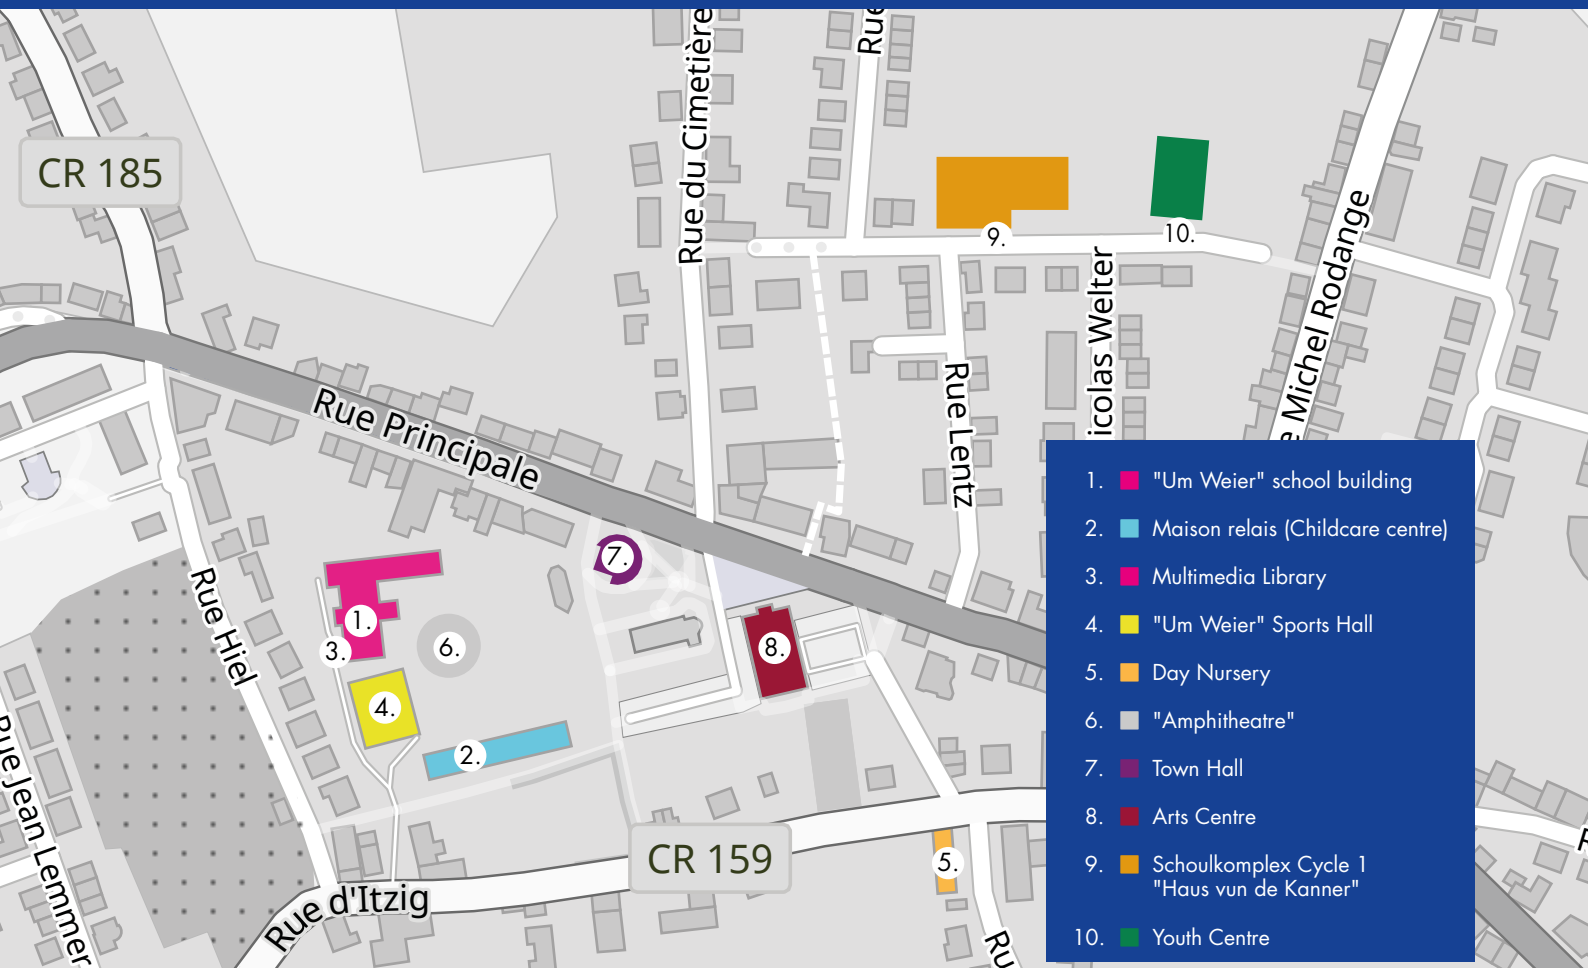 Rue du Cimetière
Rue
CR 185
9.
10.
icolas Welter
Michel Rodange
Rue Principale
Rue Lentz
7.
1.
3.
6.
8.
4.
2.
Rue Hiel
Rue Jean Lemmer
CR 159
5.
Rue d'Itzig
1. "Um Weier" school building
2. Maison relais (Childcare centre)
3. Multimedia Library
4. "Um Weier" Sports Hall
5. Day Nursery
6. "Amphitheatre"
7. Town Hall
8. Arts Centre
9. Schoulkomplex Cycle 1
"Haus vun de Kanner"
10. Youth Centre